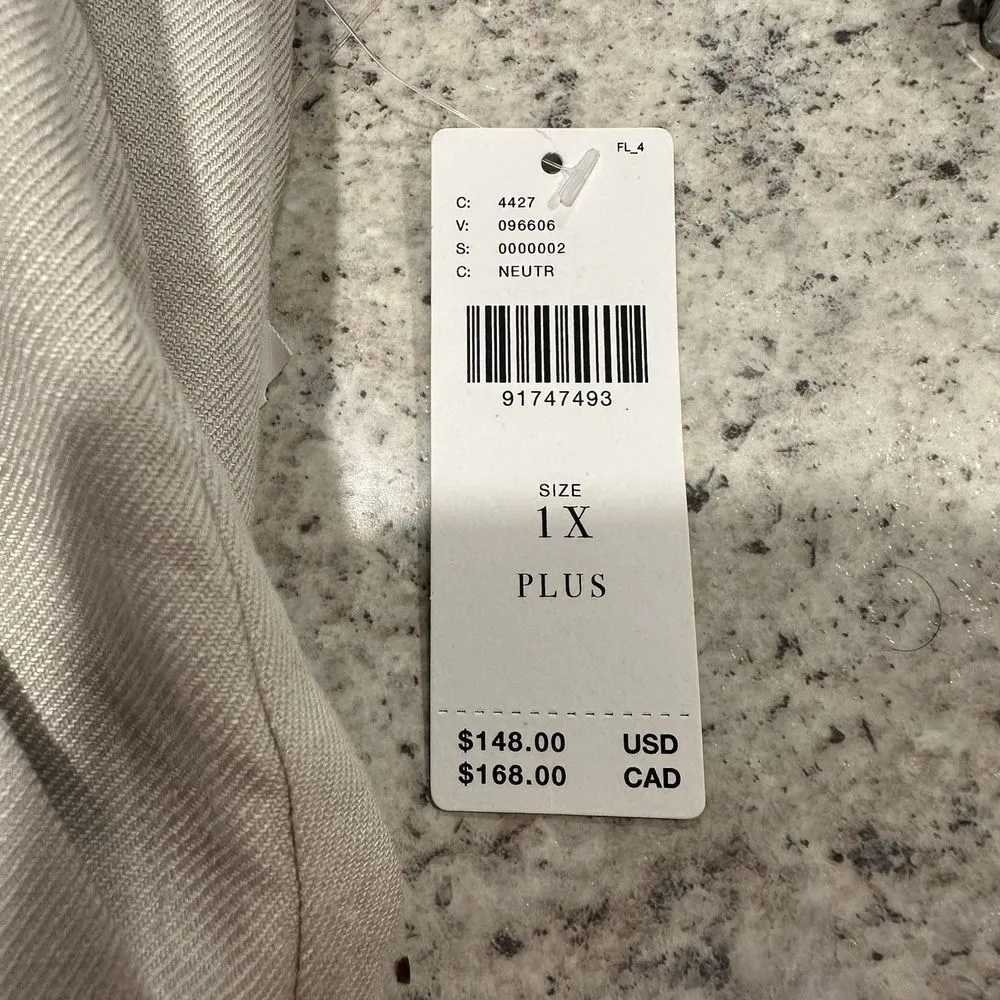 FL_4
C: 4427
V: 096606
S: 0000002
C: NEUTR
91747493
SIZE
1X
PLUS
$148.00 USD
$168.00 CAD